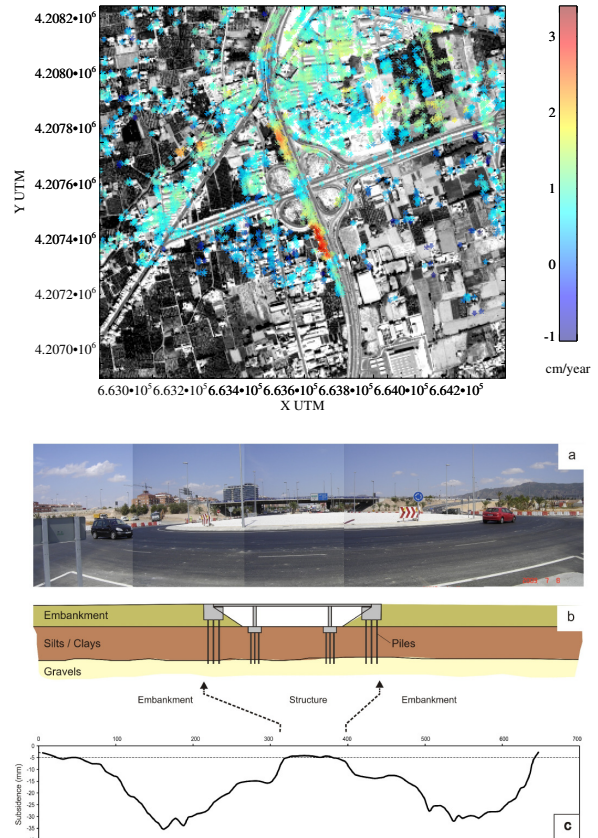 4.2082•10⁶
4.2080•10⁶
4.2078•10⁶
4.2076•10⁶
4.2074•10⁶
4.2072•10⁶
4.2070•10⁶
Y UTM
6.630•10⁵ 6.632•10⁵ 6.634•10⁵ 6.636•10⁵ 6.638•10⁵ 6.640•10⁵ 6.642•10⁵
X UTM
3
2
1
0
-1
cm/year
a
b
Embankment
Silts / Clays
Piles
Gravels
Embankment Structure Embankment
0 100 200 300 400 500 600 700
0
-5
-10
-15
-20
-25
-30
-35
Subsidence (mm)
c